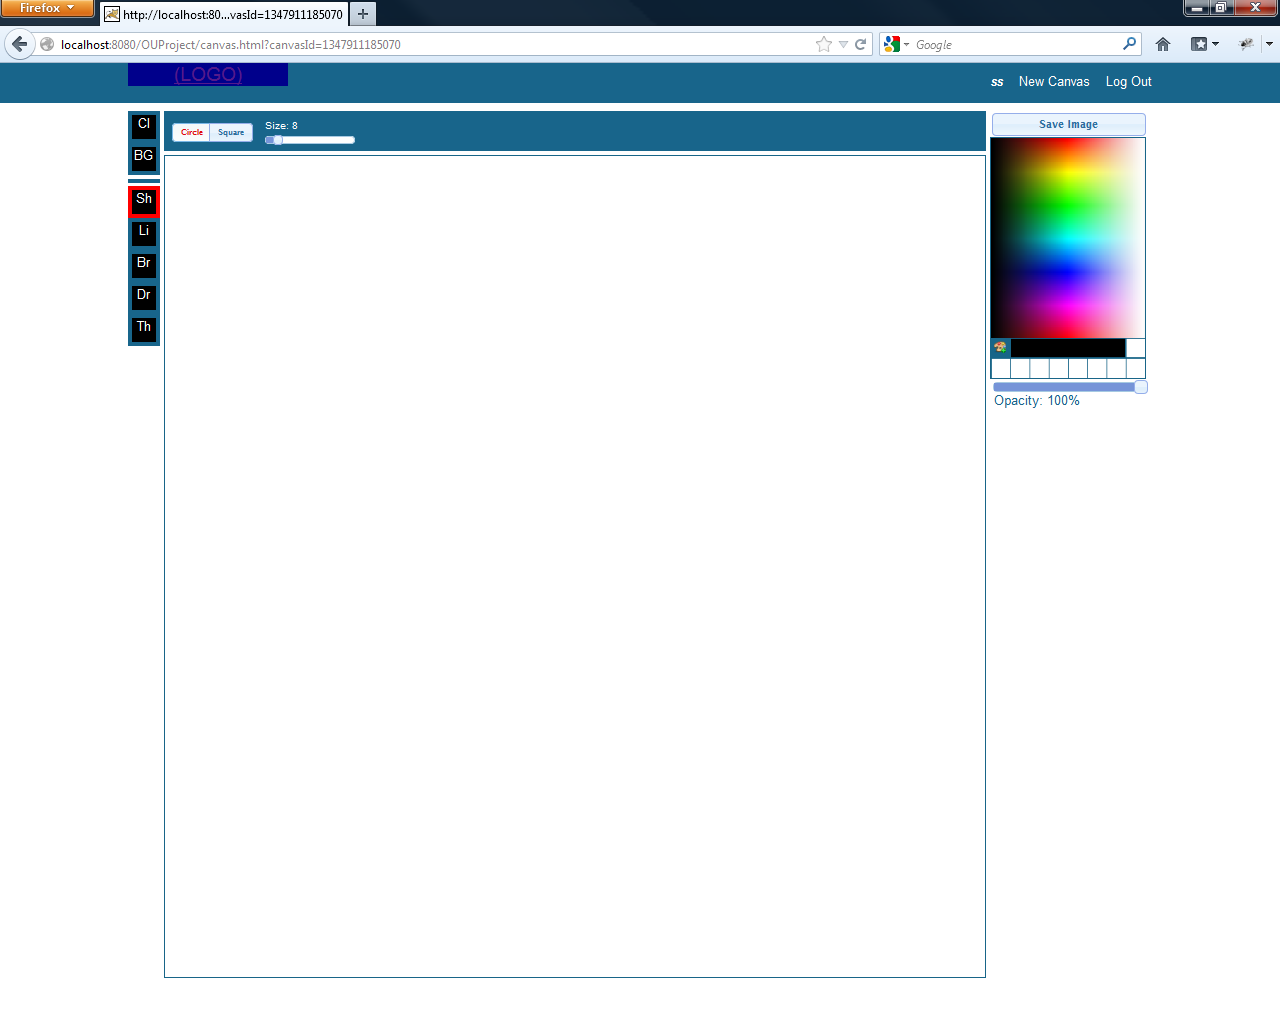 Firefox
http://localhost:80...vasId=1347911185070
localhost:8080/OUProject/canvas.html?canvasId=1347911185070
Google
(LOGO)
ss New Canvas Log Out
Cl
BG
Sh
Li
Br
Dr
Th
Circle Square
Size: 8
Save Image
Opacity: 100%